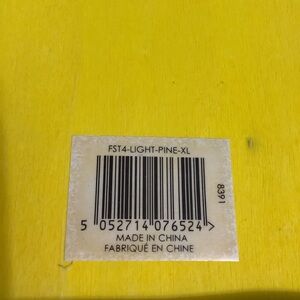 FST4-LIGHT-PINE-XL
8391
5 052714 076524 >
MADE IN CHINA
FABRIQUÉ EN CHINE